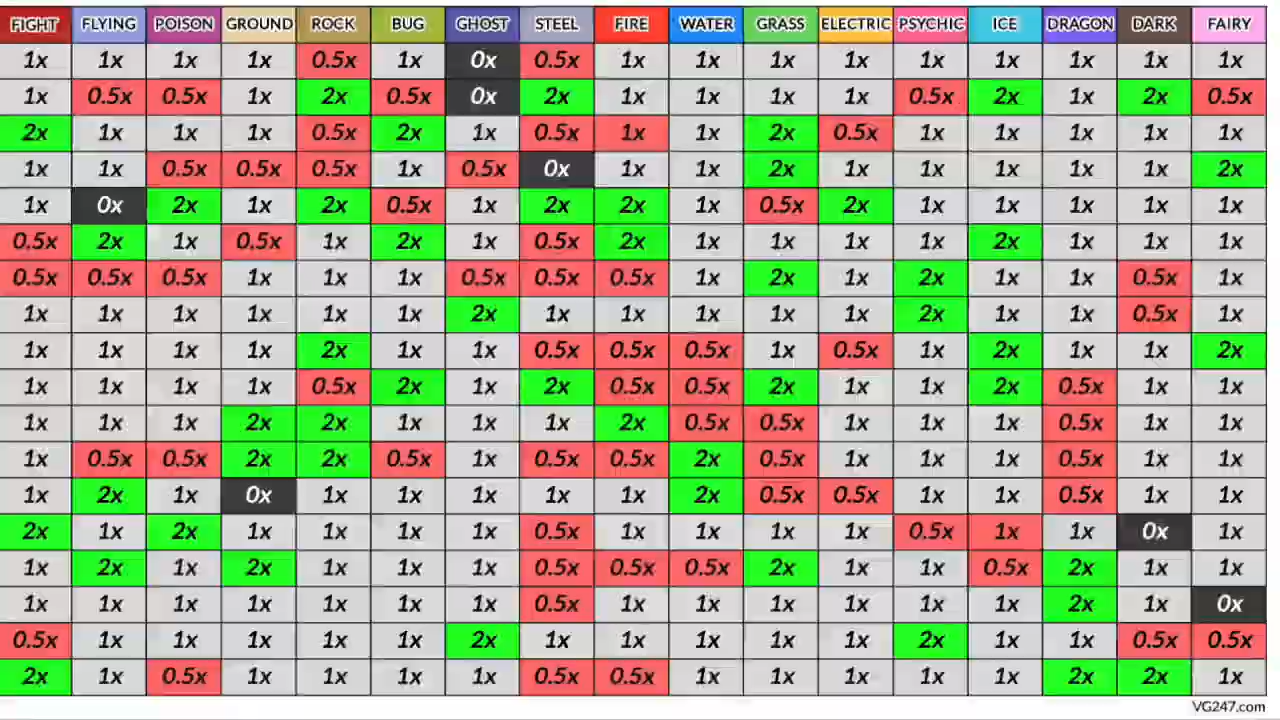 FIGHT FLYING POISON GROUND ROCK BUG GHOST STEEL FIRE WATER GRASS ELECTRIC PSYCHIC ICE DRAGON DARK FAIRY
1x 1x 1x 1x 0.5x 1x 0x 0.5x 1x 1x 1x 1x 1x 1x 1x 1x 1x
1x 0.5x 0.5x 1x 2x 0.5x 0x 2x 1x 1x 1x 1x 0.5x 2x 1x 2x 0.5x
2x 1x 1x 1x 0.5x 2x 1x 0.5x 1x 1x 2x 0.5x 1x 1x 1x 1x 1x
1x 1x 0.5x 0.5x 0.5x 1x 0.5x 0x 1x 1x 2x 1x 1x 1x 1x 1x 2x
1x 0x 2x 1x 2x 0.5x 1x 2x 2x 1x 0.5x 2x 1x 1x 1x 1x 1x
0.5x 2x 1x 0.5x 1x 2x 1x 0.5x 2x 1x 1x 1x 1x 2x 1x 1x 1x
0.5x 0.5x 0.5x 1x 1x 1x 0.5x 0.5x 0.5x 1x 2x 1x 2x 1x 1x 0.5x 1x
1x 1x 1x 1x 1x 1x 2x 1x 1x 1x 1x 1x 2x 1x 1x 0.5x 1x
1x 1x 1x 1x 2x 1x 1x 0.5x 0.5x 0.5x 1x 0.5x 1x 2x 1x 1x 2x
1x 1x 1x 1x 0.5x 2x 1x 2x 0.5x 0.5x 2x 1x 1x 2x 0.5x 1x 1x
1x 1x 1x 2x 2x 1x 1x 1x 2x 0.5x 0.5x 1x 1x 1x 0.5x 1x 1x
1x 0.5x 0.5x 2x 2x 0.5x 1x 0.5x 0.5x 2x 0.5x 1x 1x 1x 0.5x 1x 1x
1x 2x 1x 0x 1x 1x 1x 1x 1x 2x 0.5x 0.5x 1x 1x 0.5x 1x 1x
2x 1x 2x 1x 1x 1x 1x 0.5x 1x 1x 1x 1x 0.5x 1x 1x 0x 1x
1x 2x 1x 2x 1x 1x 1x 0.5x 0.5x 0.5x 2x 1x 1x 0.5x 2x 1x 1x
1x 1x 1x 1x 1x 1x 1x 0.5x 1x 1x 1x 1x 1x 1x 2x 1x 0x
0.5x 1x 1x 1x 1x 1x 2x 1x 1x 1x 1x 1x 2x 1x 1x 0.5x 0.5x
2x 1x 0.5x 1x 1x 1x 1x 0.5x 0.5x 1x 1x 1x 1x 1x 2x 2x 1x
VG247.com